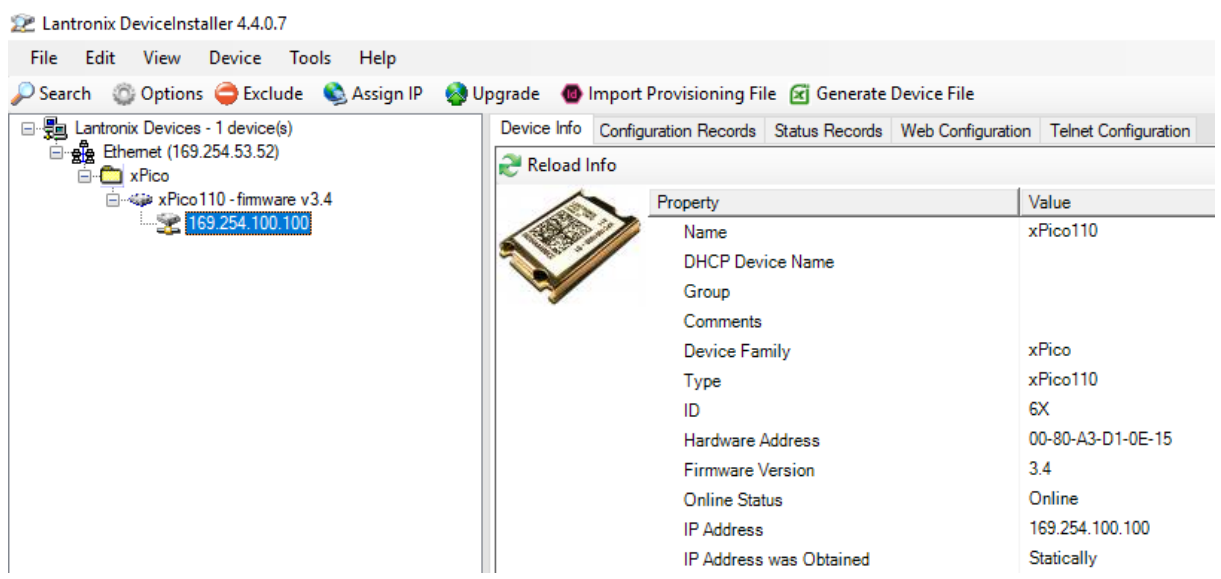 Lantronix DeviceInstaller 4.4.0.7
File Edit View Device Tools Help
Search Options Exclude Assign IP Upgrade Import Provisioning File Generate Device File
Lantronix Devices - 1 device(s)
Ethernet (169.254.53.52)
xPico
xPico110 - firmware v3.4
169.254.100.100
Device Info Configuration Records Status Records Web Configuration Telnet Configuration
Reload Info
Property Value
Name xPico110
DHCP Device Name
Group
Comments
Device Family xPico
Type xPico110
ID 6X
Hardware Address 00-80-A3-D1-0E-15
Firmware Version 3.4
Online Status Online
IP Address 169.254.100.100
IP Address was Obtained Statically